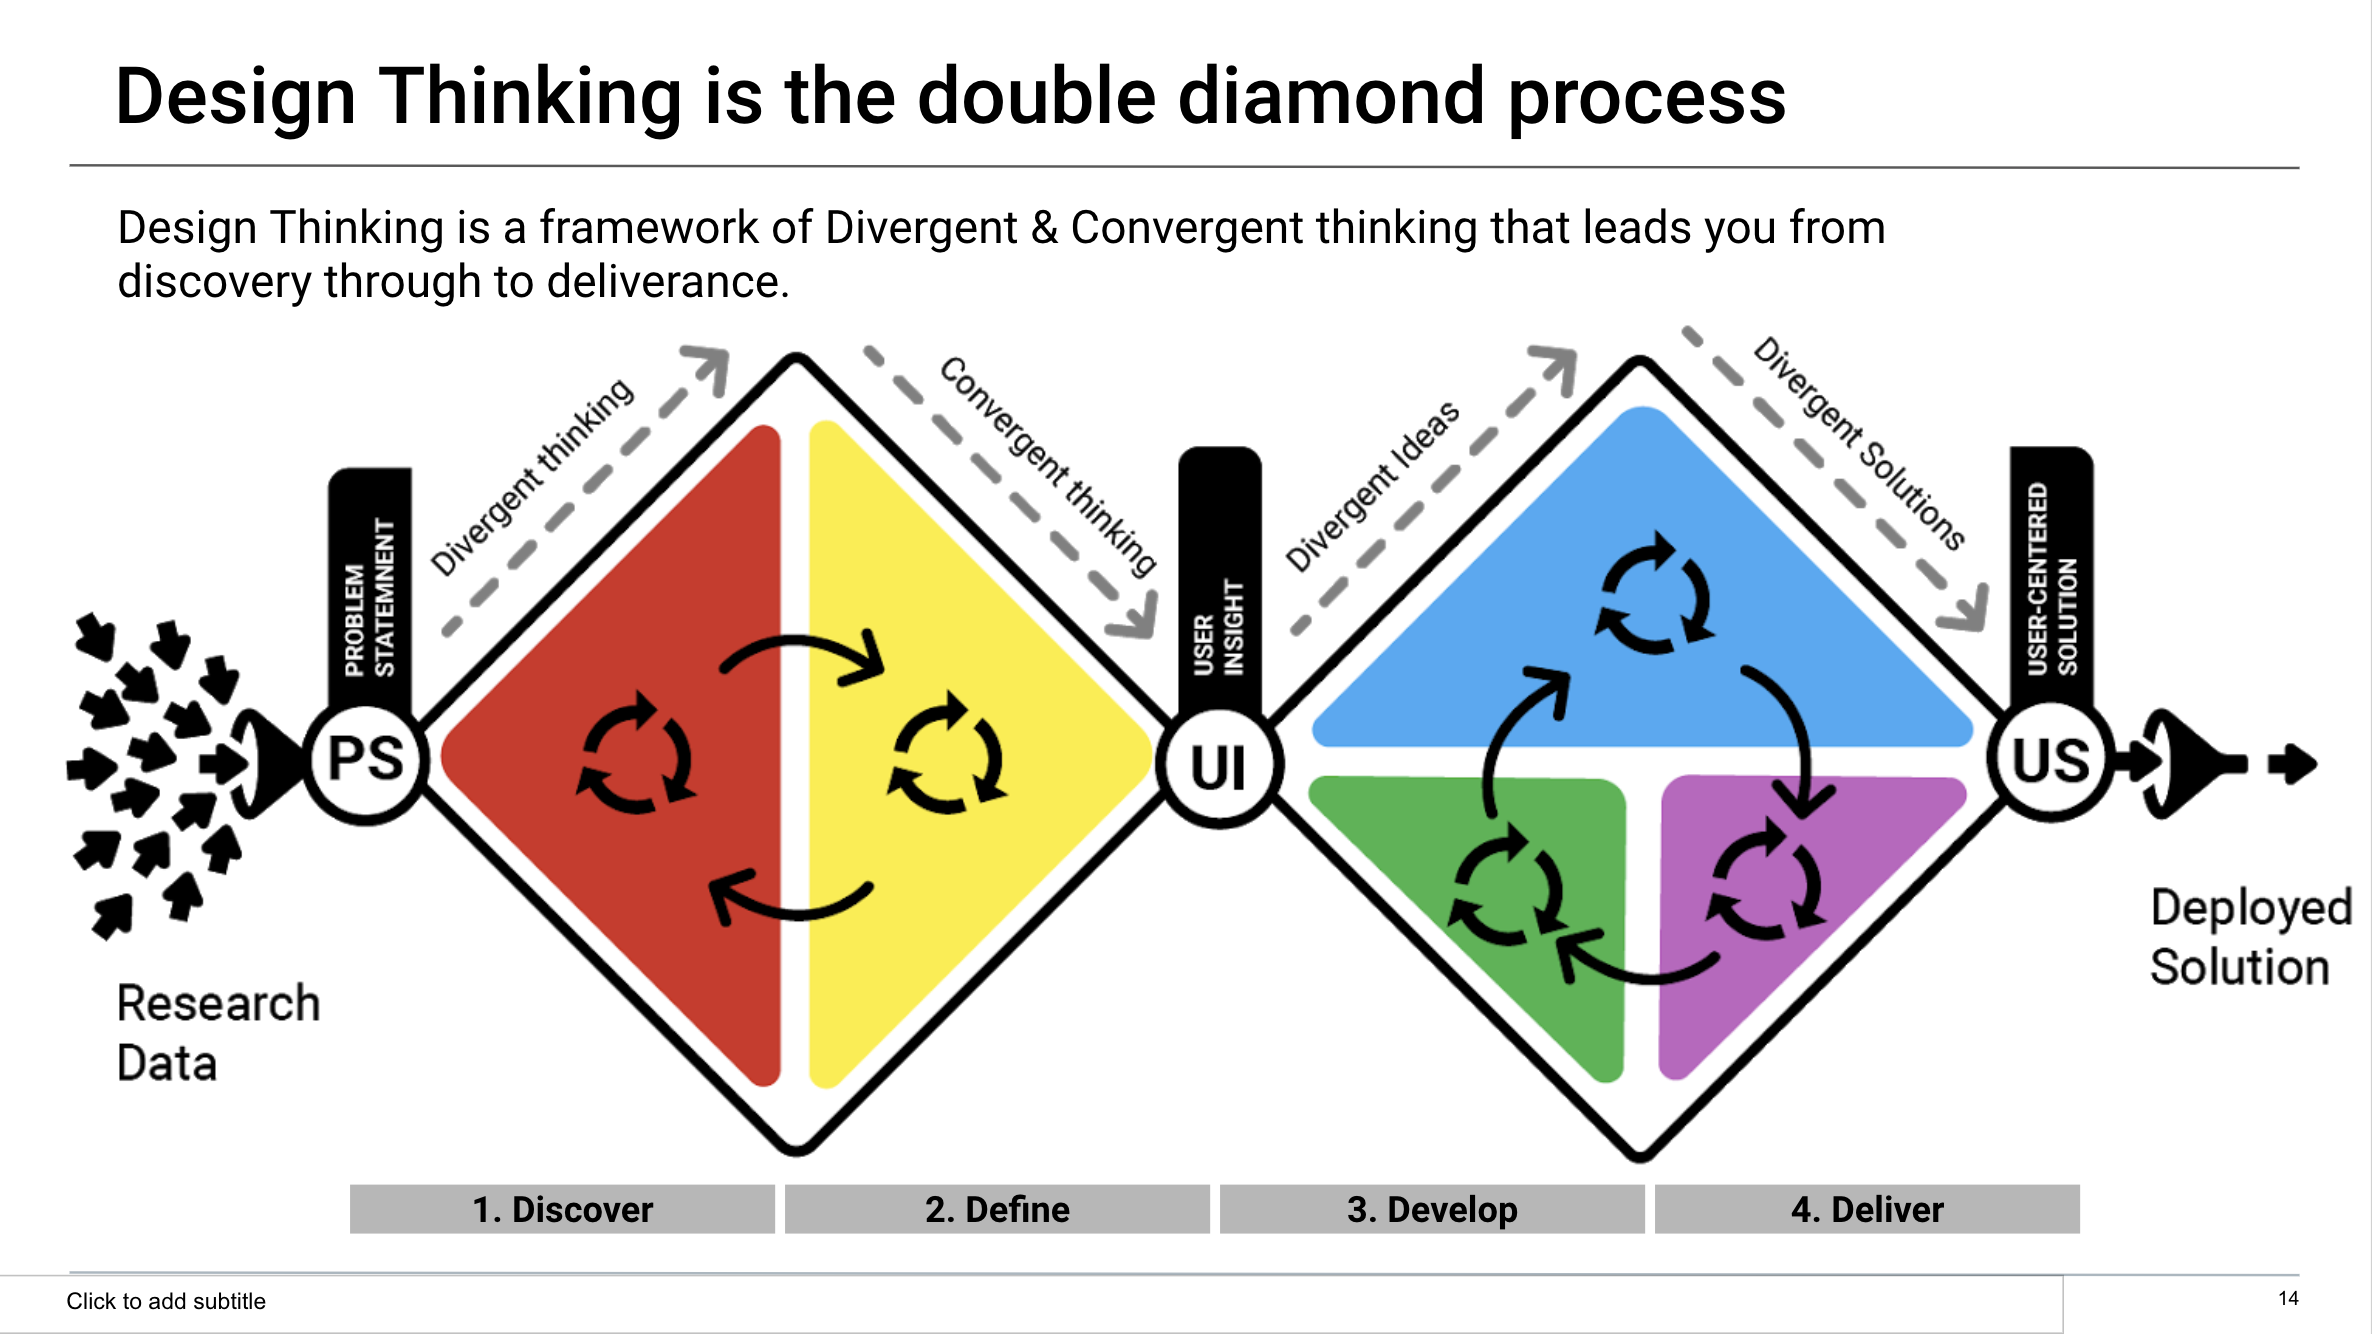 Design Thinking is the double diamond process
Design Thinking is a framework of Divergent & Convergent thinking that leads you from
discovery through to deliverance.
Divergent thinking
Convergent thinking
Divergent Ideas
Divergent Solutions
PROBLEM
STATEMNENT
USER
INSIGHT
USER-CENTERED
SOLUTION
PS
UI
US
Research
Data
Deployed
Solution
1. Discover
2. Define
3. Develop
4. Deliver
Click to add subtitle
14